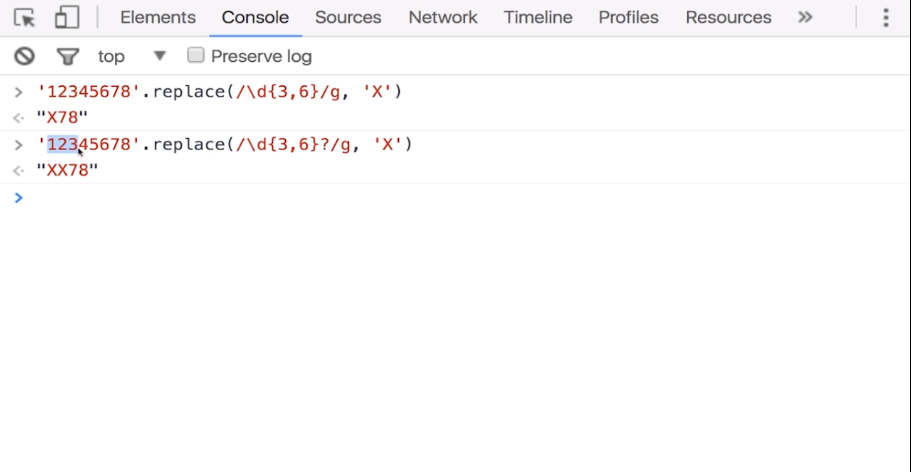 Elements Console Sources Network Timeline Profiles Resources »
top ▼ Preserve log
> '12345678'.replace(/\d{3,6}/g, 'X')
"X78"
> '12345678'.replace(/\d{3,6}?/g, 'X')
"XX78"
>